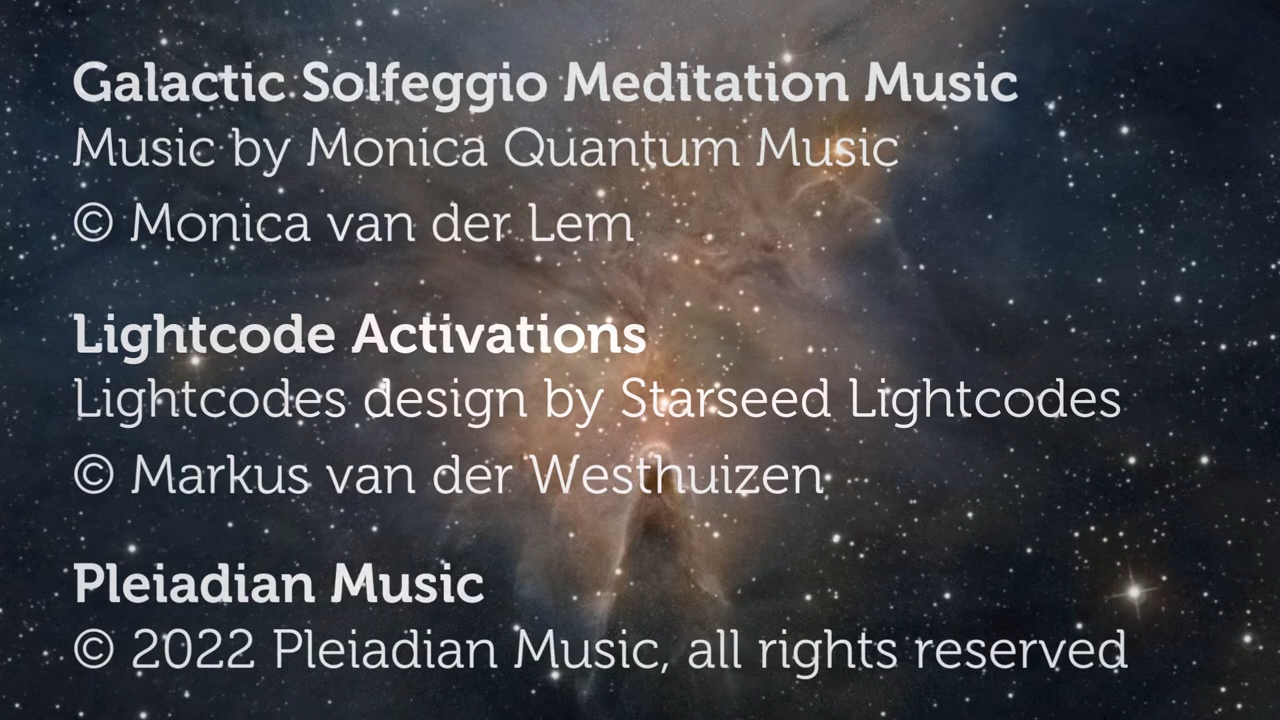 Galactic Solfeggio Meditation Music
Music by Monica Quantum Music
© Monica van der Lem
Lightcode Activations
Lightcodes design by Starseed Lightcodes
© Markus van der Westhuizen
Pleiadian Music
© 2022 Pleiadian Music, all rights reserved